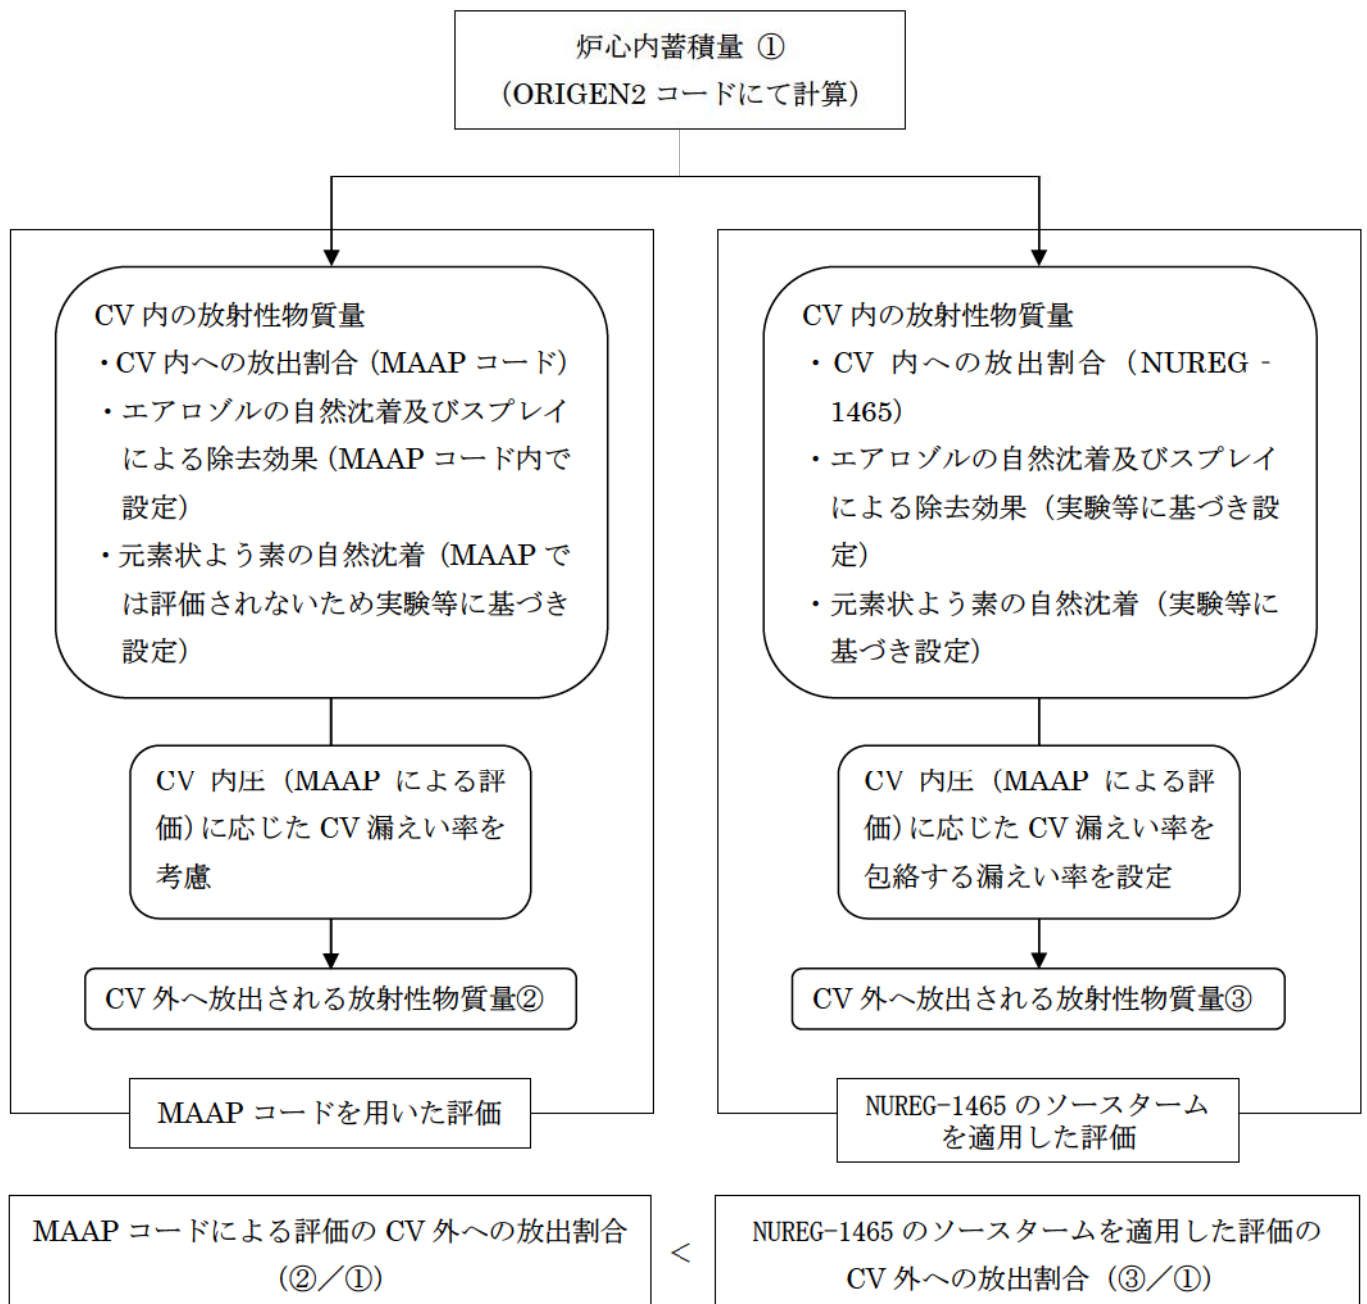 炉心内蓄積量 ①
（ORIGEN2 コードにて計算）
CV 内の放射性物質量
・CV 内への放出割合（MAAP コード）
・エアロゾルの自然沈着及びスプレイ
による除去効果（MAAP コード内で
設定）
・元素状よう素の自然沈着（MAAP で
は評価されないため実験等に基づき
設定）
CV 内圧（MAAP による評
価）に応じた CV 漏えい率を
考慮
CV 外へ放出される放射性物質量②
MAAP コードを用いた評価
CV 内の放射性物質量
・CV 内への放出割合（NUREG -
1465）
・エアロゾルの自然沈着及びスプレイ
による除去効果（実験等に基づき設
定）
・元素状よう素の自然沈着（実験等に
基づき設定）
CV 内圧（MAAP による評
価）に応じた CV 漏えい率を
包絡する漏えい率を設定
CV 外へ放出される放射性物質量③
NUREG-1465 のソースターム
を適用した評価
MAAP コードによる評価の CV 外への放出割合
（②／①）
＜
NUREG-1465 のソースタームを適用した評価の
CV 外への放出割合（③／①）